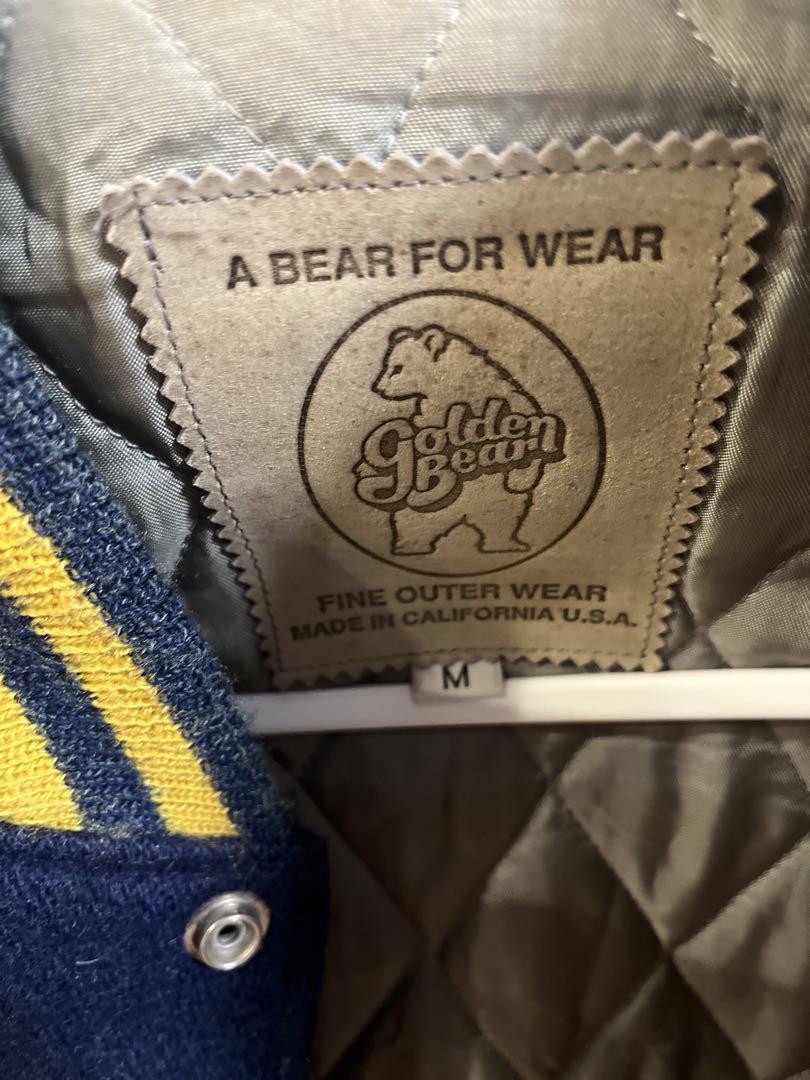 A BEAR FOR WEAR
Golden
Bear
FINE OUTER WEAR
MADE IN CALIFORNIA U.S.A.
M